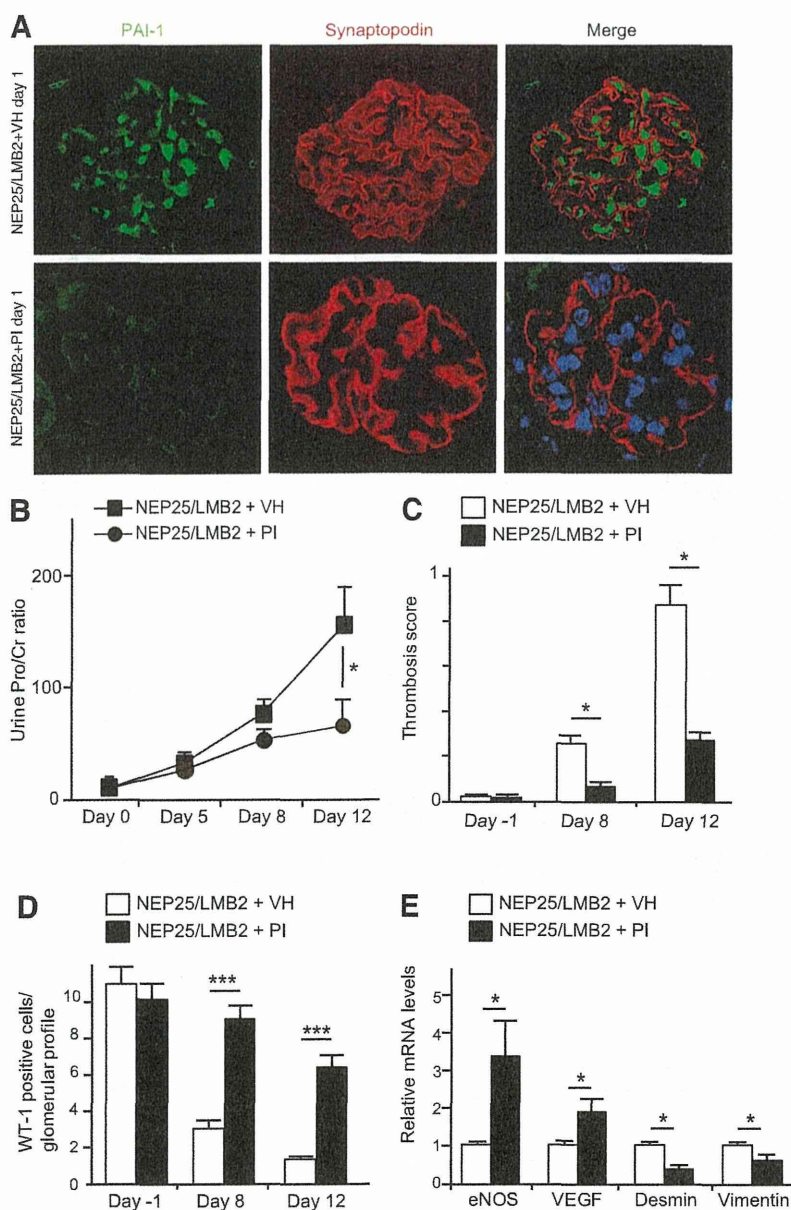 A
PAI-1 Synaptopodin Merge
NEP25/LMB2+VH day 1
NEP25/LMB2+PI day 1
B
NEP25/LMB2 + VH
NEP25/LMB2 + PI
Urine Pro/Cr ratio
200
100
0
*
Day 0 Day 5 Day 8 Day 12
C
NEP25/LMB2 + VH
NEP25/LMB2 + PI
Thrombosis score
1
0
* *
Day -1 Day 8 Day 12
D
NEP25/LMB2 + VH
NEP25/LMB2 + PI
WT-1 positive cells/
glomerular profile
10
8
6
4
2
0
*** ***
Day -1 Day 8 Day 12
E
NEP25/LMB2 + VH
NEP25/LMB2 + PI
Relative mRNA levels
5
4
2
1
0
* * * *
eNOS VEGF Desmin Vimentin